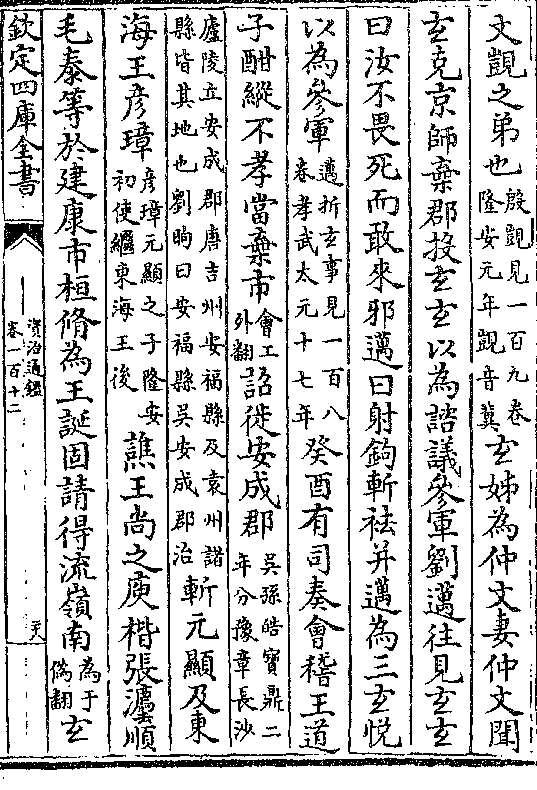 文覬之弟也殷覬見一百九卷隆安元年覬音冀玄姊為仲文妻仲文聞
玄克京師棄郡投玄玄以為諮議參軍劉邁往見玄玄
曰汝不畏死而敢來邪邁曰射鉤斬袪并邁為三玄悅
以為參軍邁折玄事見一百八卷孝武太元十七年癸酉有司奏會稽王道
子酣縱不孝當棄市會工外翻詔徙安成郡吳孫皓寶鼎二年分豫章長沙
廬陵立安成郡唐吉州安福縣及袁州諸縣皆其地也劉昫曰安福縣吳安成郡治斬元顯及東
海王彥璋彥璋元顯之子隆安初使繼東海王後譙王尚之庾楷張灋順
毛泰等於建康市桓脩為王誕固請得流嶺南為于偽翻玄
欽定四庫全書
資治通鑑
卷一百十二